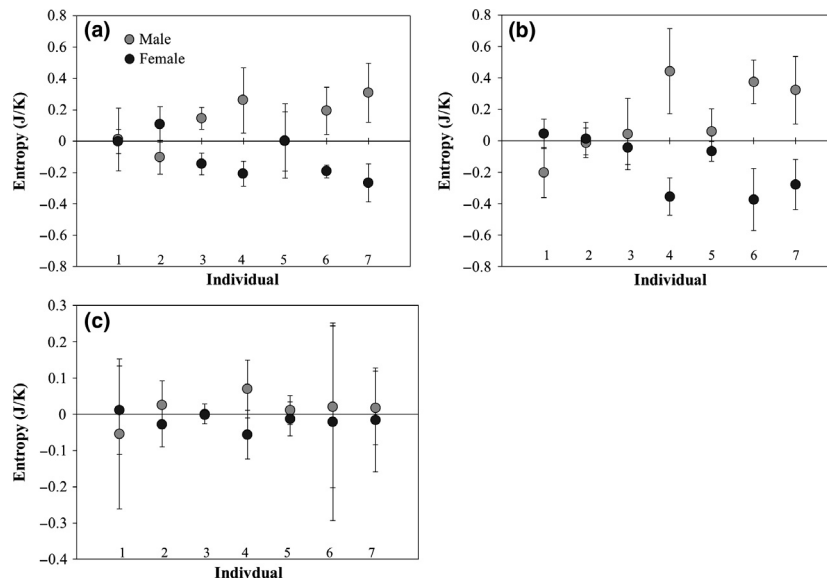 (a)
Male
Female
Entropy (J/K)
0.8
0.6
0.4
0.2
0
–0.2
–0.4
–0.6
–0.8
1 2 3 4 5 6 7
Individual
(b)
Entropy (J/K)
0.8
0.6
0.4
0.2
0
–0.2
–0.4
–0.6
–0.8
1 2 3 4 5 6 7
Individual
(c)
Entropy (J/K)
0.3
0.2
0.1
0
–0.1
–0.2
–0.3
–0.4
1 2 3 4 5 6 7
Indivdual